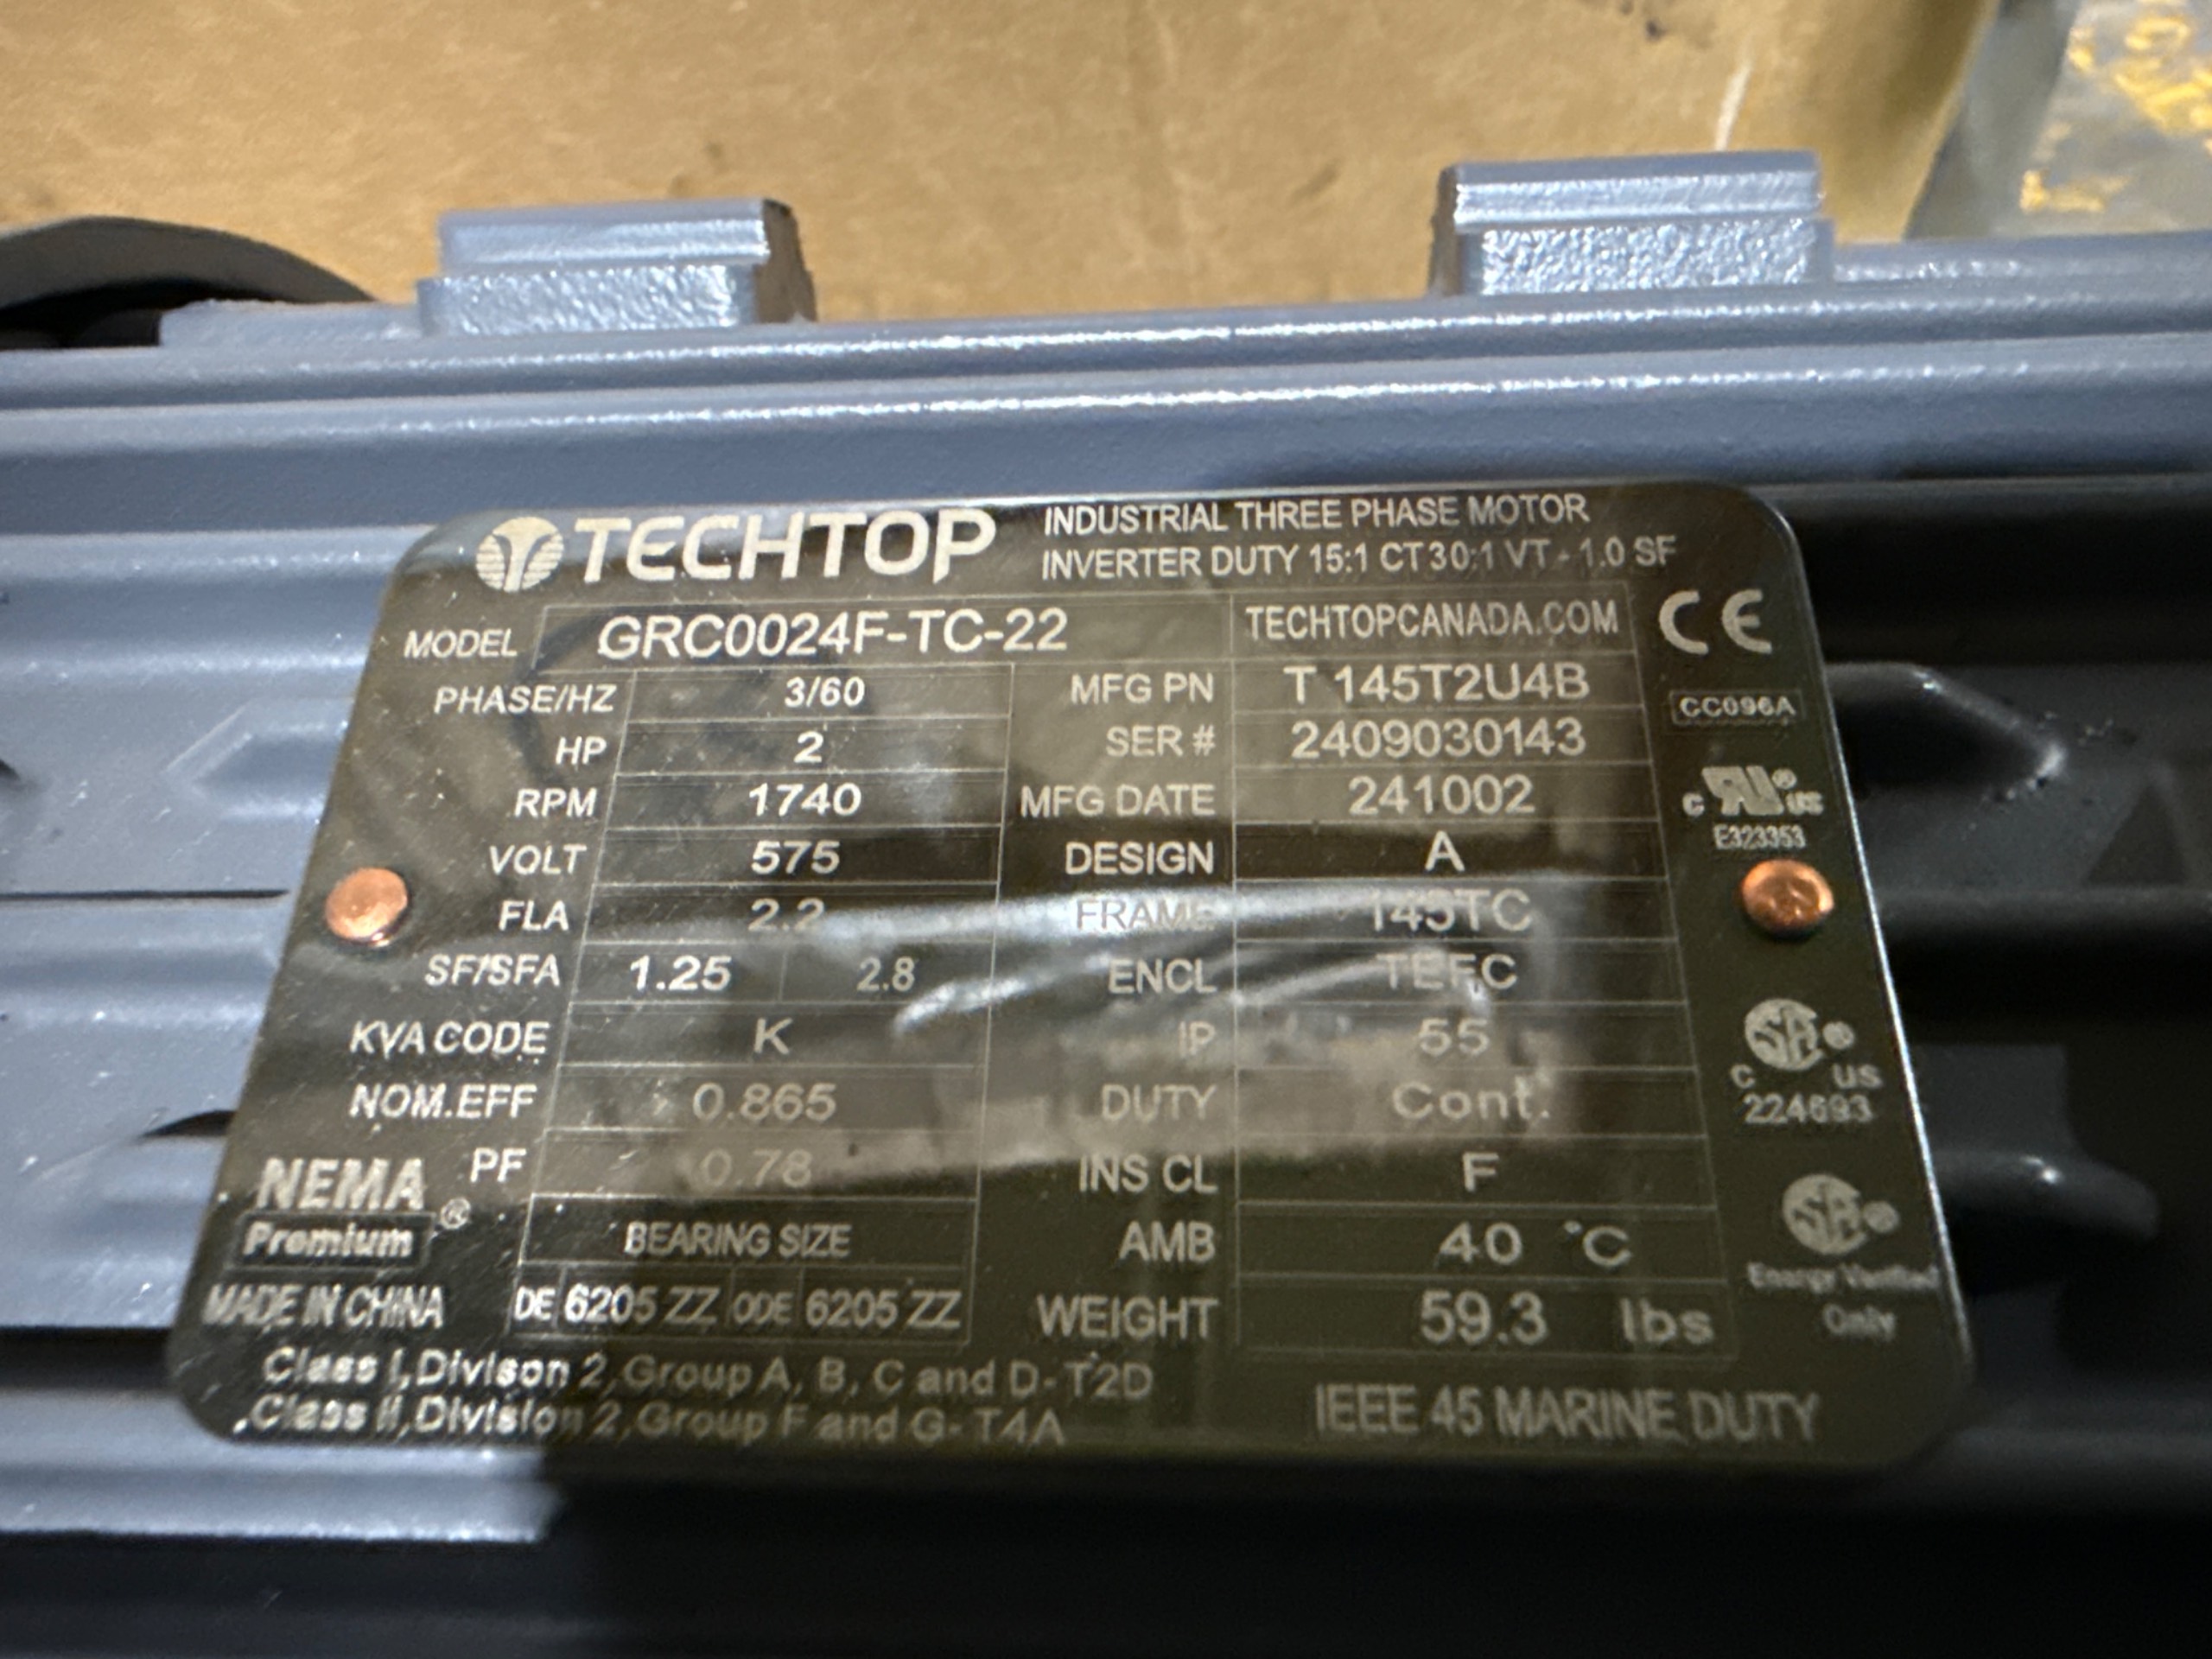 TECHTOP
INDUSTRIAL THREE PHASE MOTOR
INVERTER DUTY 15:1 CT 30:1 VT - 1.0 SF
MODEL GRC0024F-TC-22 TECHTOPCANADA.COM CE
PHASE/HZ 3/60 MFG PN T 145T2U4B CC096A
HP 2 SER # 2409030143
RPM 1740 MFG DATE 241002 C US ®
E323353
VOLT 575 DESIGN A
FLA 2.2 FRAME 145TC
SF/SFA 1.25 2.8 ENCL TEFC
KVA CODE K IP 55 SA ®
C US
NOM.EFF 0.865 DUTY Cont. 224693
PF 0.78 INS CL F
NEMA ®
Premium
BEARING SIZE AMB 40 °C SA ®
Energy Verified
Only
MADE IN CHINA DE 6205 ZZ ODE 6205 ZZ WEIGHT 59.3 lbs
Class I,Divison 2,Group A, B, C and D- T2D
Class II,Division 2,Group F and G- T4A
IEEE 45 MARINE DUTY